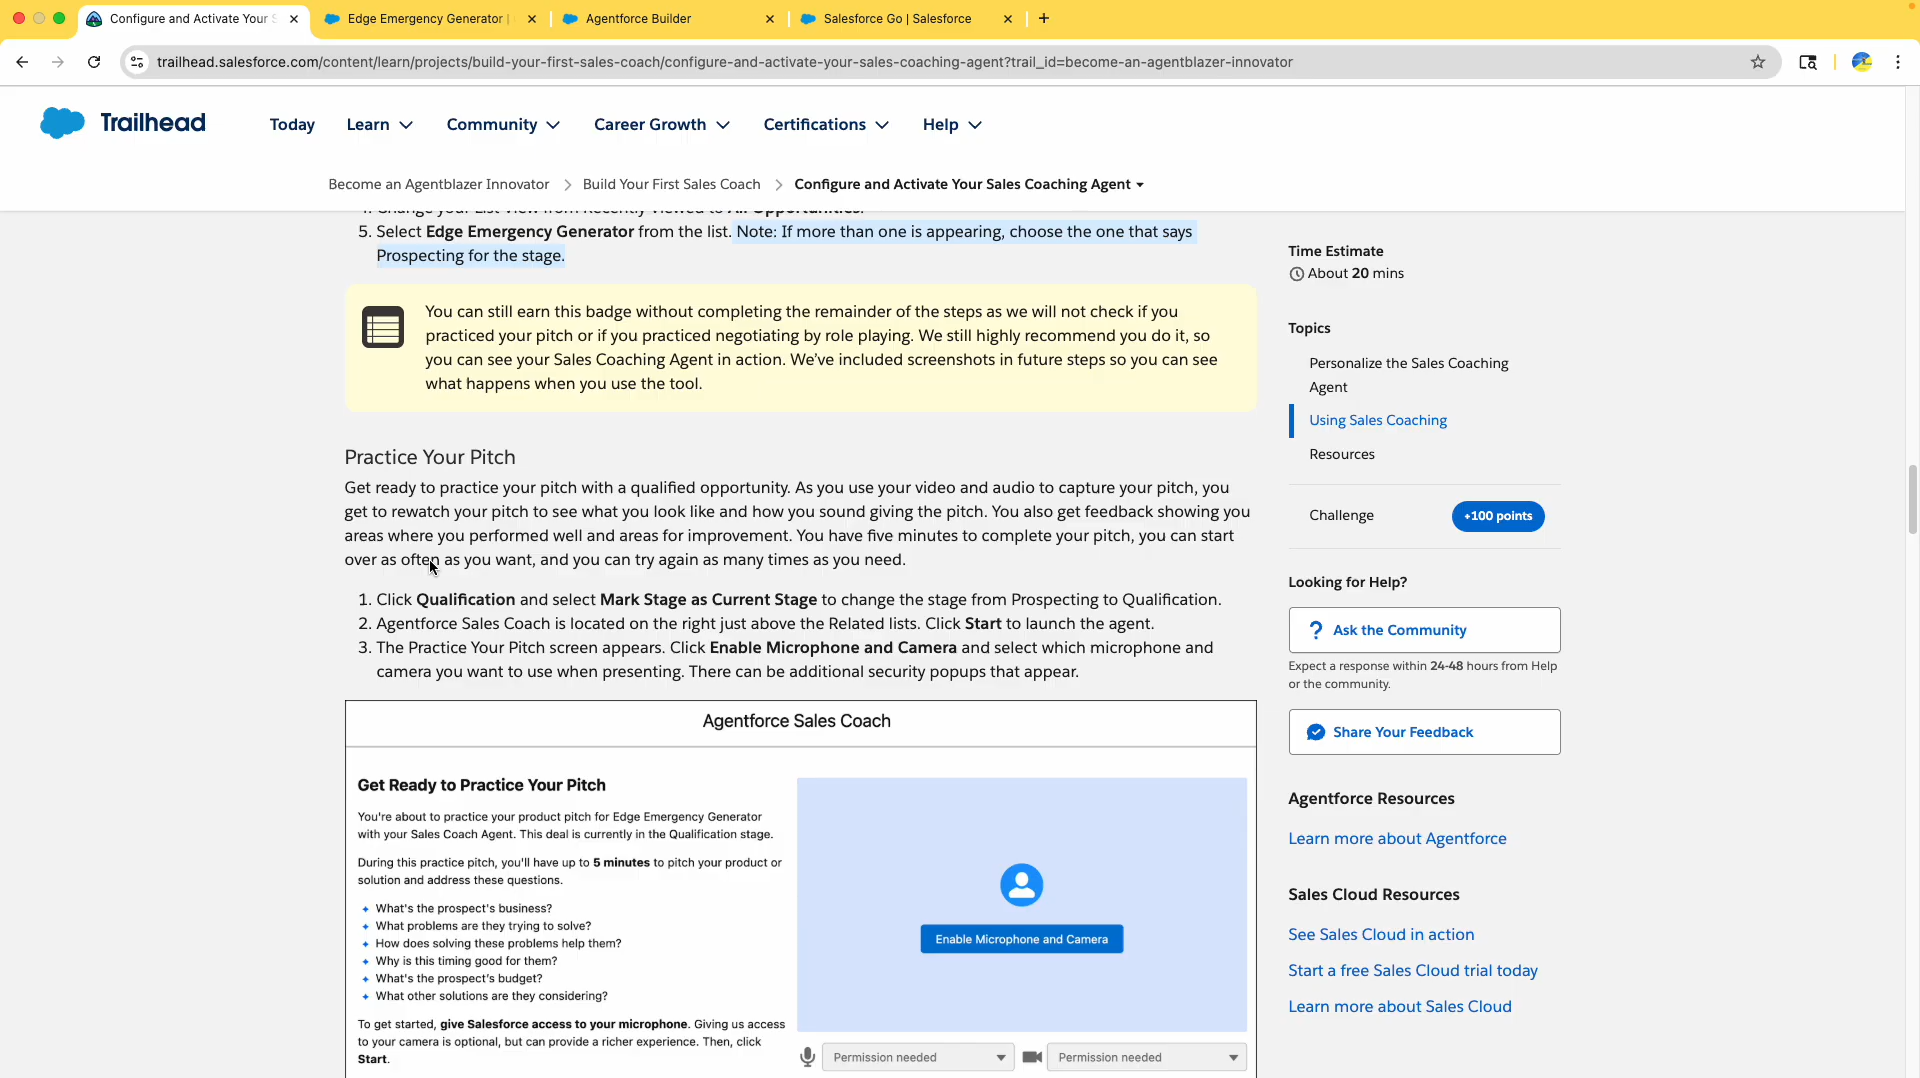 Configure and Activate Your S
Edge Emergency Generator |
Agentforce Builder
Salesforce Go | Salesforce
trailhead.salesforce.com/content/learn/projects/build-your-first-sales-coach/configure-and-activate-your-sales-coaching-agent?trail_id=become-an-agentblazer-innovator
Trailhead
Today
Learn
Community
Career Growth
Certifications
Help
Become an Agentblazer Innovator
Build Your First Sales Coach
Configure and Activate Your Sales Coaching Agent
4. Change your List View from Recently Viewed to All Opportunities.
5. Select Edge Emergency Generator from the list. Note: If more than one is appearing, choose the one that says
Prospecting for the stage.
You can still earn this badge without completing the remainder of the steps as we will not check if you
practiced your pitch or if you practiced negotiating by role playing. We still highly recommend you do it, so
you can see your Sales Coaching Agent in action. We've included screenshots in future steps so you can see
what happens when you use the tool.
Practice Your Pitch
Get ready to practice your pitch with a qualified opportunity. As you use your video and audio to capture your pitch, you
get to rewatch your pitch to see what you look like and how you sound giving the pitch. You also get feedback showing you
areas where you performed well and areas for improvement. You have five minutes to complete your pitch, you can start
over as often as you want, and you can try again as many times as you need.
1. Click Qualification and select Mark Stage as Current Stage to change the stage from Prospecting to Qualification.
2. Agentforce Sales Coach is located on the right just above the Related lists. Click Start to launch the agent.
3. The Practice Your Pitch screen appears. Click Enable Microphone and Camera and select which microphone and
camera you want to use when presenting. There can be additional security popups that appear.
Agentforce Sales Coach
Get Ready to Practice Your Pitch
You're about to practice your product pitch for Edge Emergency Generator
with your Sales Coach Agent. This deal is currently in the Qualification stage.
During this practice pitch, you'll have up to 5 minutes to pitch your product or
solution and address these questions.
What's the prospect's business?
What problems are they trying to solve?
How does solving these problems help them?
Why is this timing good for them?
What's the prospect's budget?
What other solutions are they considering?
To get started, give Salesforce access to your microphone. Giving us access
to your camera is optional, but can provide a richer experience. Then, click
Start.
Enable Microphone and Camera
Permission needed
Permission needed
Time Estimate
About 20 mins
Topics
Personalize the Sales Coaching
Agent
Using Sales Coaching
Resources
Challenge
+100 points
Looking for Help?
Ask the Community
Expect a response within 24-48 hours from Help
or the community.
Share Your Feedback
Agentforce Resources
Learn more about Agentforce
Sales Cloud Resources
See Sales Cloud in action
Start a free Sales Cloud trial today
Learn more about Sales Cloud